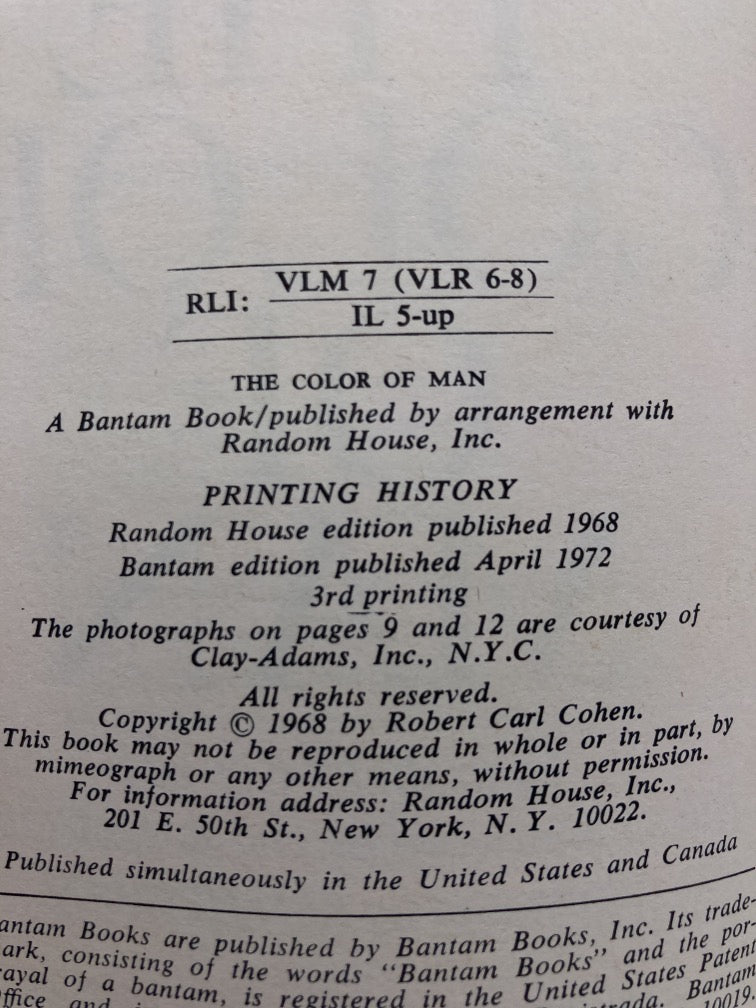 RLI: VLM 7 (VLR 6-8)
IL 5-up
THE COLOR OF MAN
A Bantam Book/published by arrangement with
Random House, Inc.
PRINTING HISTORY
Random House edition published 1968
Bantam edition published April 1972
3rd printing
The photographs on pages 9 and 12 are courtesy of
Clay-Adams, Inc., N.Y.C.
All rights reserved.
Copyright © 1968 by Robert Carl Cohen.
This book may not be reproduced in whole or in part, by
mimeograph or any other means, without permission.
For information address: Random House, Inc.,
201 E. 50th St., New York, N. Y. 10022.
Published simultaneously in the United States and Canada
antam Books are published by Bantam Books, Inc. Its trade-
ark, consisting of the words "Bantam Books" and the por-
rayal of a bantam, is registered in the United States Patent
ffice and Bantam